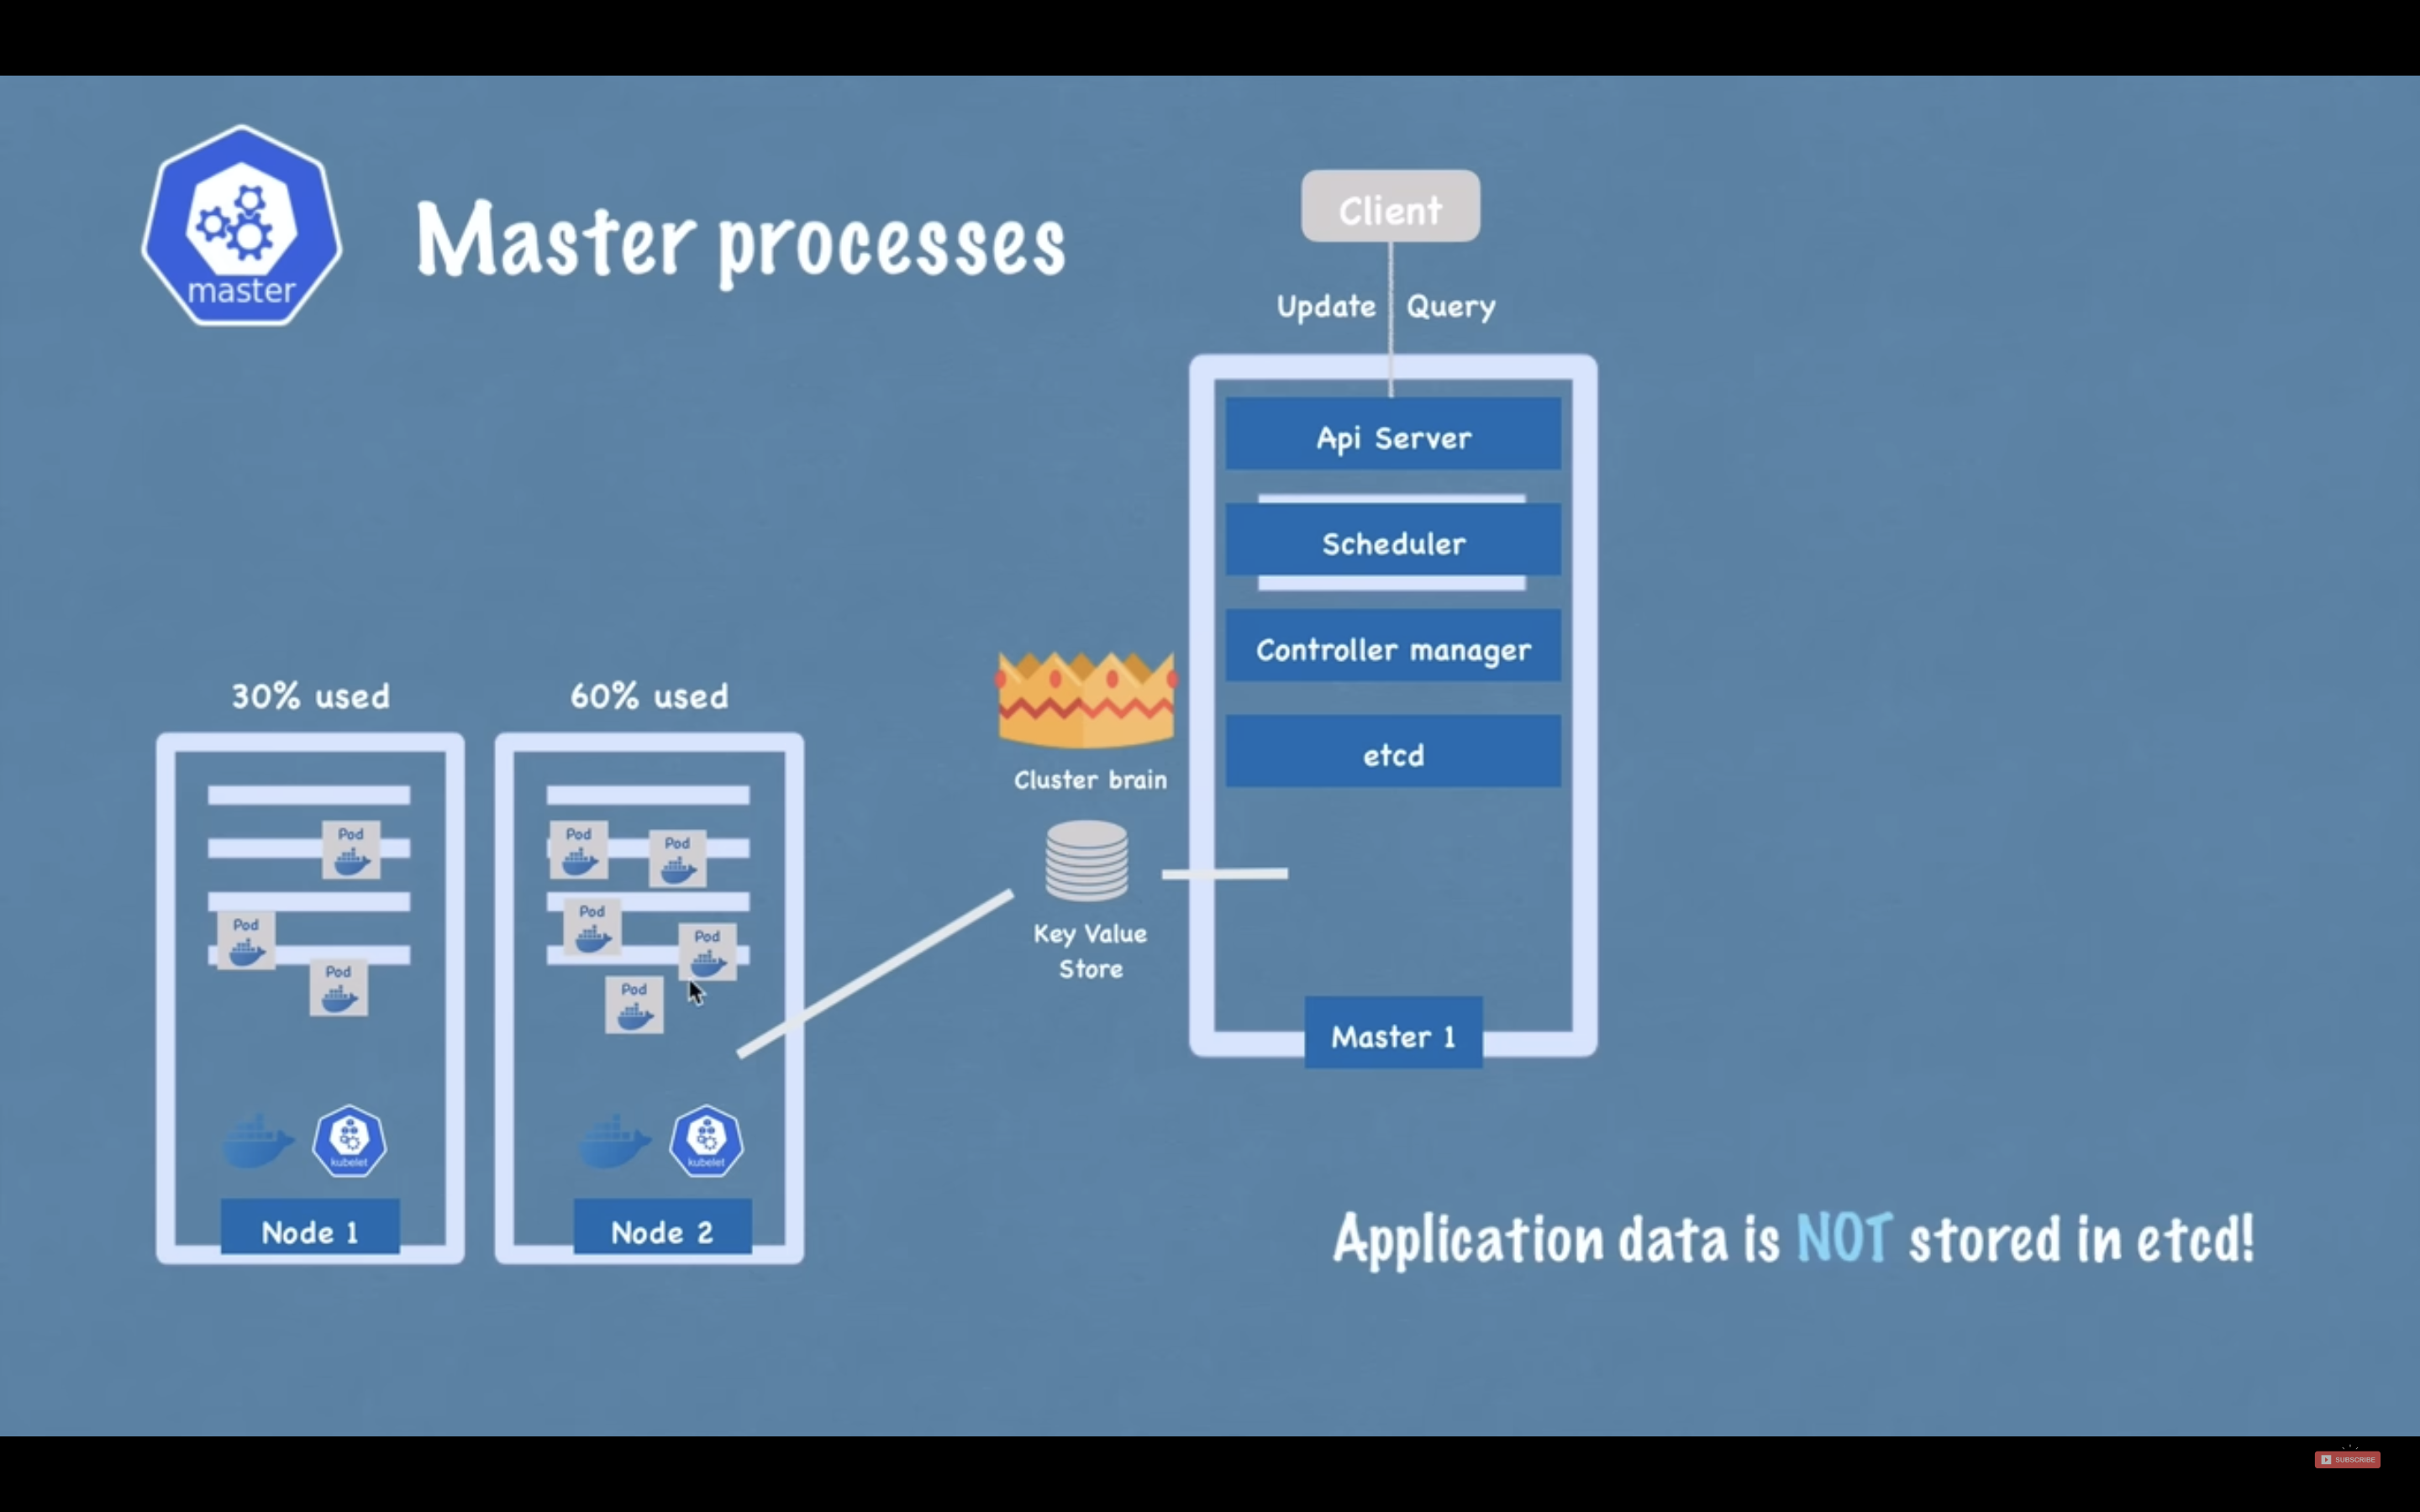 master
Master processes
Client
Update
Query
Api Server
Scheduler
Controller manager
etcd
Master 1
Cluster brain
Key Value
Store
30% used
60% used
Pod
Pod
Pod
Pod
Pod
Pod
Pod
Pod
kubelet
kubelet
Node 1
Node 2
Application data is NOT stored in etcd!
SUBSCRIBE